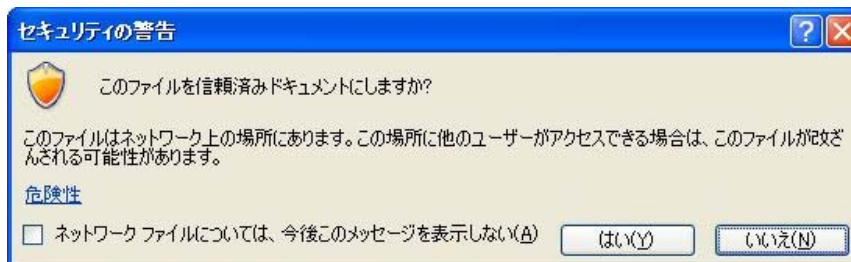 セキュリティの警告
このファイルを信頼済みドキュメントにしますか?
このファイルはネットワーク上の場所にあります。この場所に他のユーザーがアクセスできる場合は、このファイルが改ざ
んされる可能性があります。
危険性
ネットワーク ファイルについては、今後このメッセージを表示しない(A)
はい(Y)
いいえ(N)